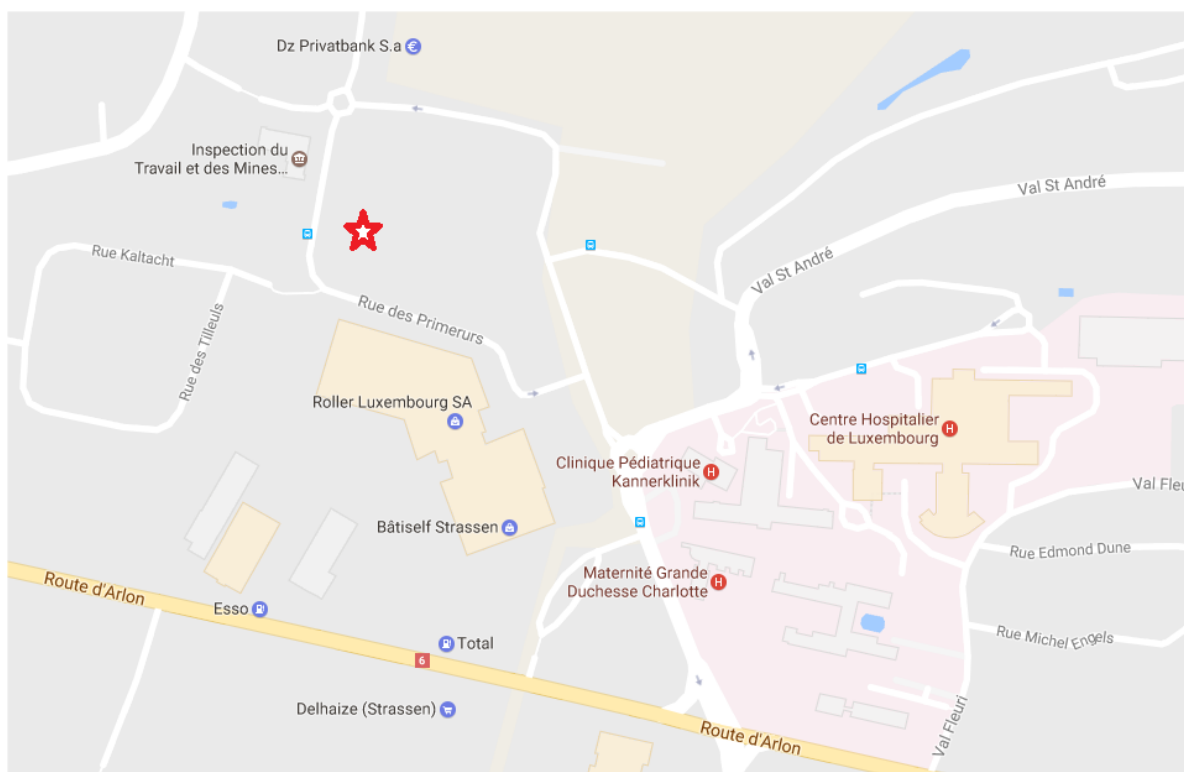 Dz Privatbank S.a
Inspection du
Travail et des Mines...
Val St André
Rue Kaltacht
Val St André
Rue des Primerurs
Rue des Tilleuls
Roller Luxembourg SA
Centre Hospitalier
de Luxembourg
H
Clinique Pédiatrique
Kannerklinik
H
Val Fleu
Bâtiself Strassen
Rue Edmond Dune
Maternité Grande
Duchesse Charlotte
H
Route d'Arlon
Esso
Rue Michel Engels
Total
6
Delhaize (Strassen)
Val Fleuri
Route d'Arlon